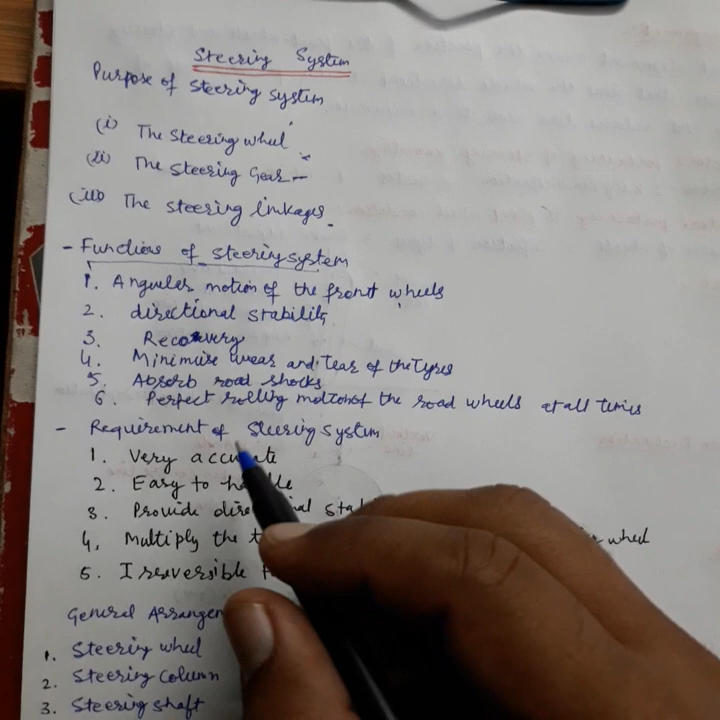 Steering System
Purpose of steering system
(i) The steering wheel
(ii) The steering Gear -
(iii) The steering linkages.
- Functions of steering system
1. Angular motion of the front wheels
2. directional stability
3. Recovery
4. Minimise wear and Tear of the Tyres
5. Absorb road shocks
6. Perfect rolling motion of the road wheels at all times
- Requirement of Steering system
1. Very accurate
2. Easy to handle
3. Provide directional
4. Multiply the wheel
5. Irreversible
General Arrangem
1. Steering wheel
2. Steering Column
3. Steering shaft